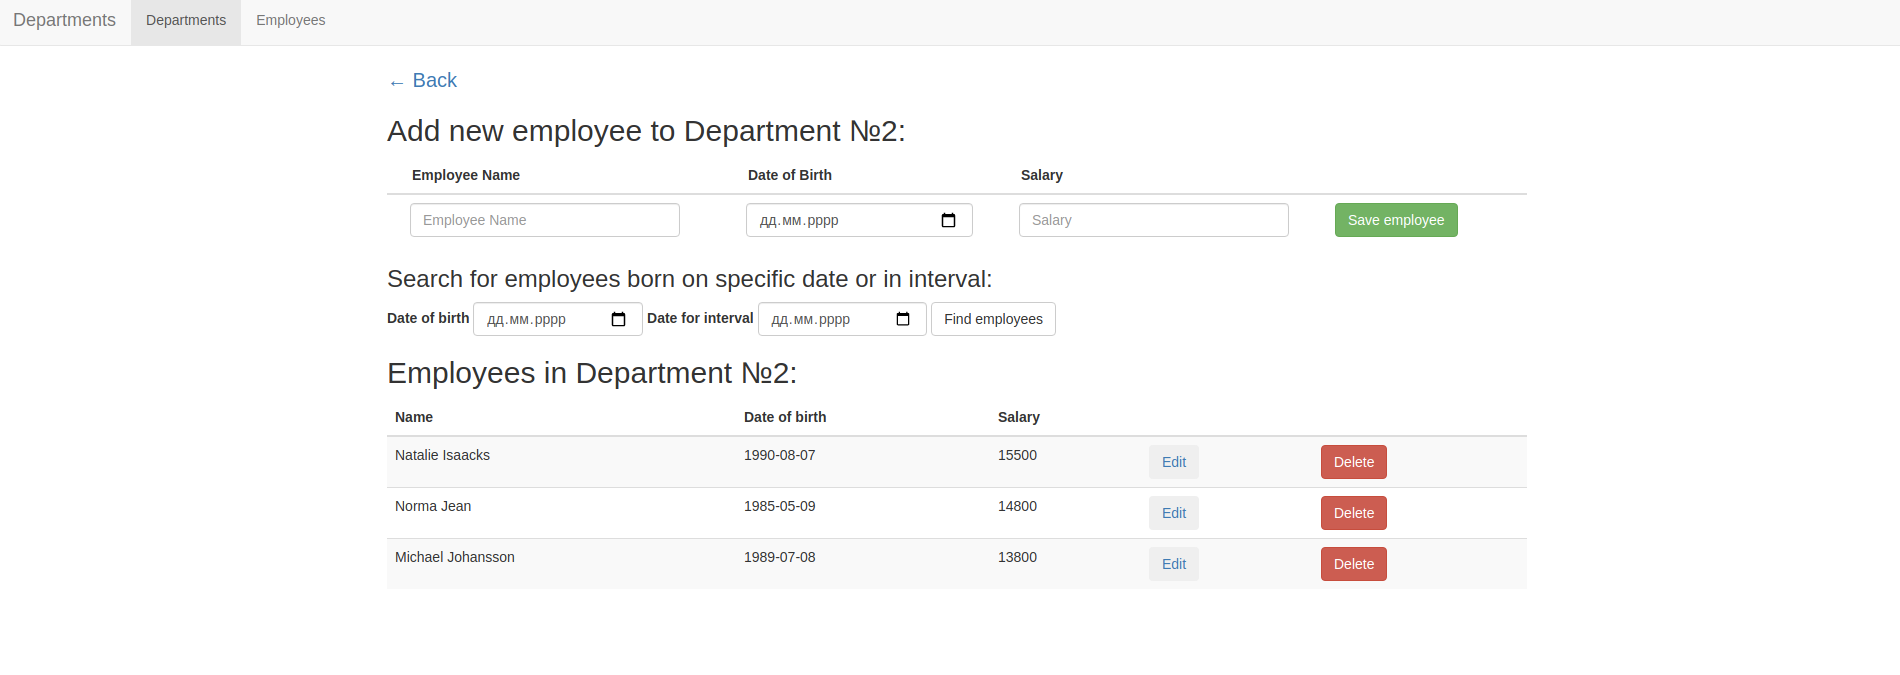 Departments Departments Employees
← Back
Add new employee to Department №2:
Employee Name Date of Birth Salary
Employee Name дд.мм.рррр Salary Save employee
Search for employees born on specific date or in interval:
Date of birth дд.мм.рррр Date for interval дд.мм.рррр Find employees
Employees in Department №2:
Name Date of birth Salary
Natalie Isaacks 1990-08-07 15500 Edit Delete
Norma Jean 1985-05-09 14800 Edit Delete
Michael Johansson 1989-07-08 13800 Edit Delete